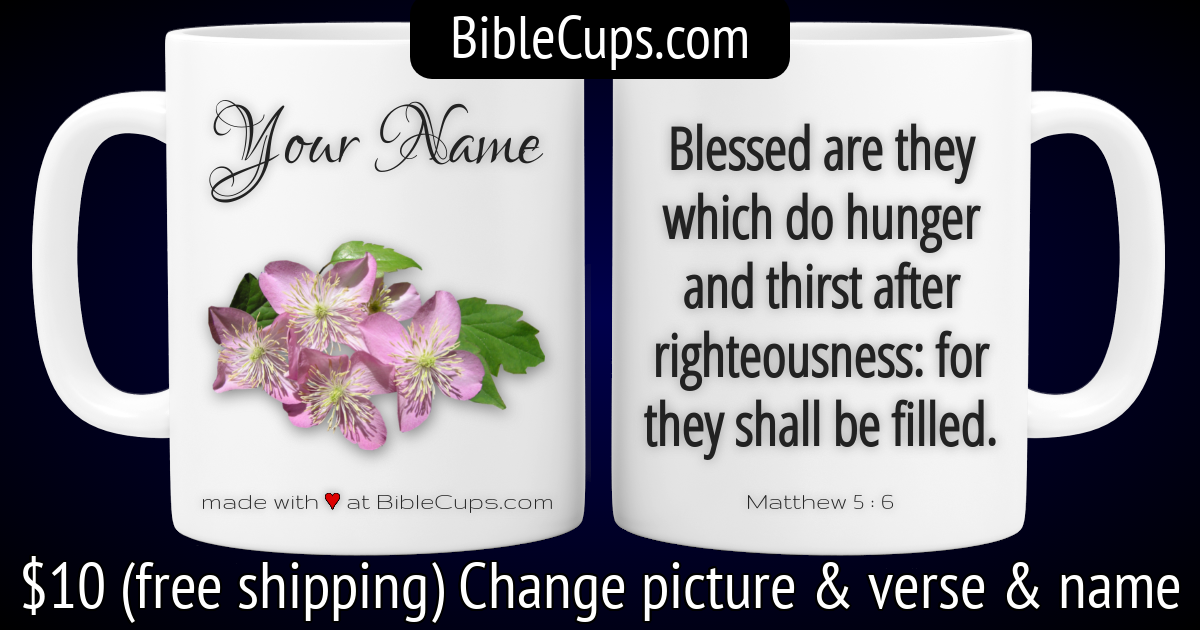 BibleCups.com
Your Name
made with ♥ at BibleCups.com
Blessed are they
which do hunger
and thirst after
righteousness: for
they shall be filled.
Matthew 5 : 6
$10 (free shipping) Change picture & verse & name